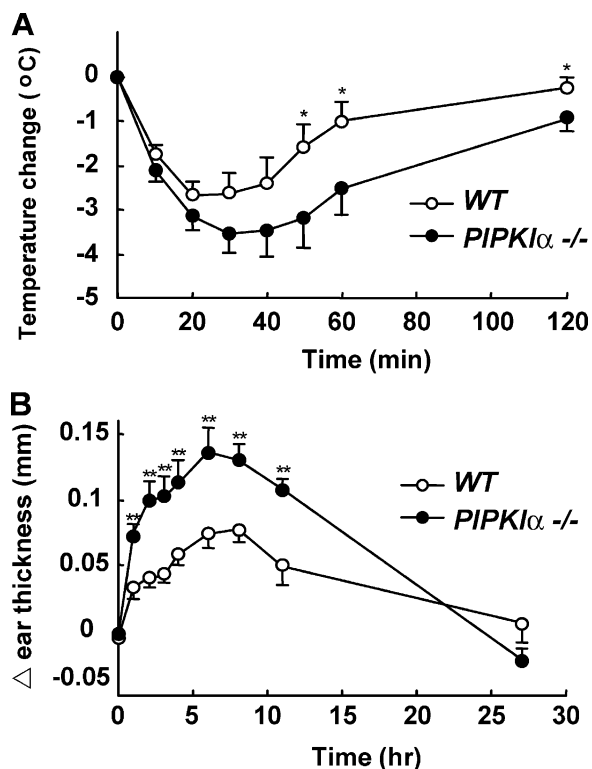 A
Temperature change (°C)
0
-1
-2
-3
-4
-5
* * *
WT
PIPKIα -/-
0 20 40 60 80 100 120
Time (min)
B
△ ear thickness (mm)
0.15
0.1
0.05
0
-0.05
** ** ** ** ** ** **
WT
PIPKIα -/-
0 5 10 15 20 25 30
Time (hr)